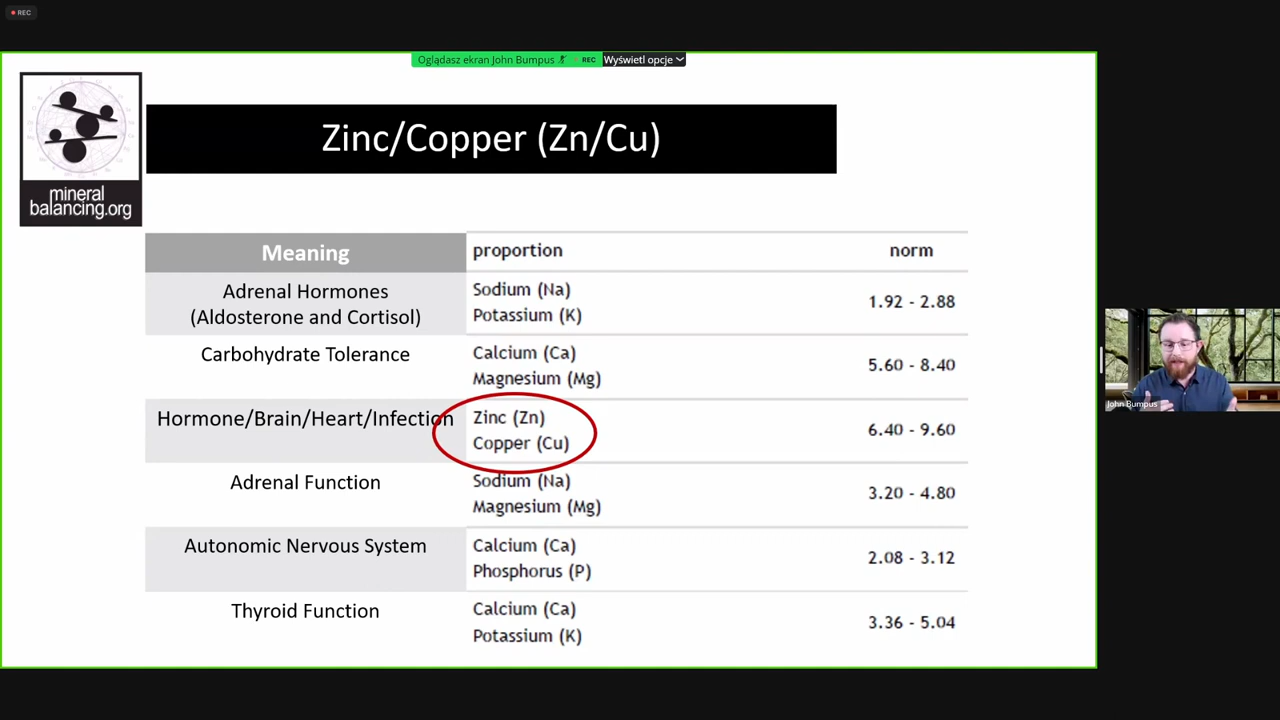 REC
Oglądasz ekran John Bumpus
REC
Wyświetl opcje
mineral
balancing.org
Zinc/Copper (Zn/Cu)
Meaning
proportion
norm
Adrenal Hormones
(Aldosterone and Cortisol)
Sodium (Na)
Potassium (K)
1.92 - 2.88
Carbohydrate Tolerance
Calcium (Ca)
Magnesium (Mg)
5.60 - 8.40
Hormone/Brain/Heart/Infection
Zinc (Zn)
Copper (Cu)
6.40 - 9.60
Adrenal Function
Sodium (Na)
Magnesium (Mg)
3.20 - 4.80
Autonomic Nervous System
Calcium (Ca)
Phosphorus (P)
2.08 - 3.12
Thyroid Function
Calcium (Ca)
Potassium (K)
3.36 - 5.04
John Bumpus